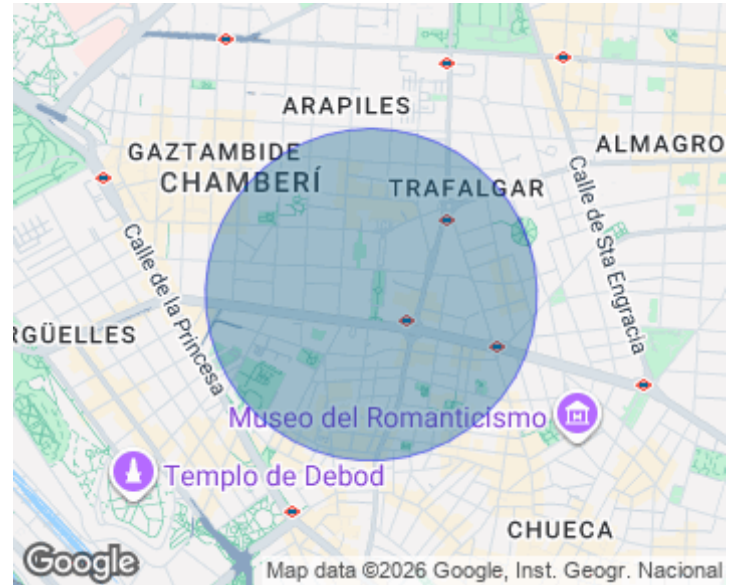 ARAPILES
GAZTAMBIDE
ALMAGRO
CHAMBERÍ
TRAFALGAR
Calle de Sta Engracia
Calle de la Princesa
RGÜELLES
Museo del Romanticismo
Templo de Debod
CHUECA
Google
Map data ©2026 Google, Inst. Geogr. Nacional